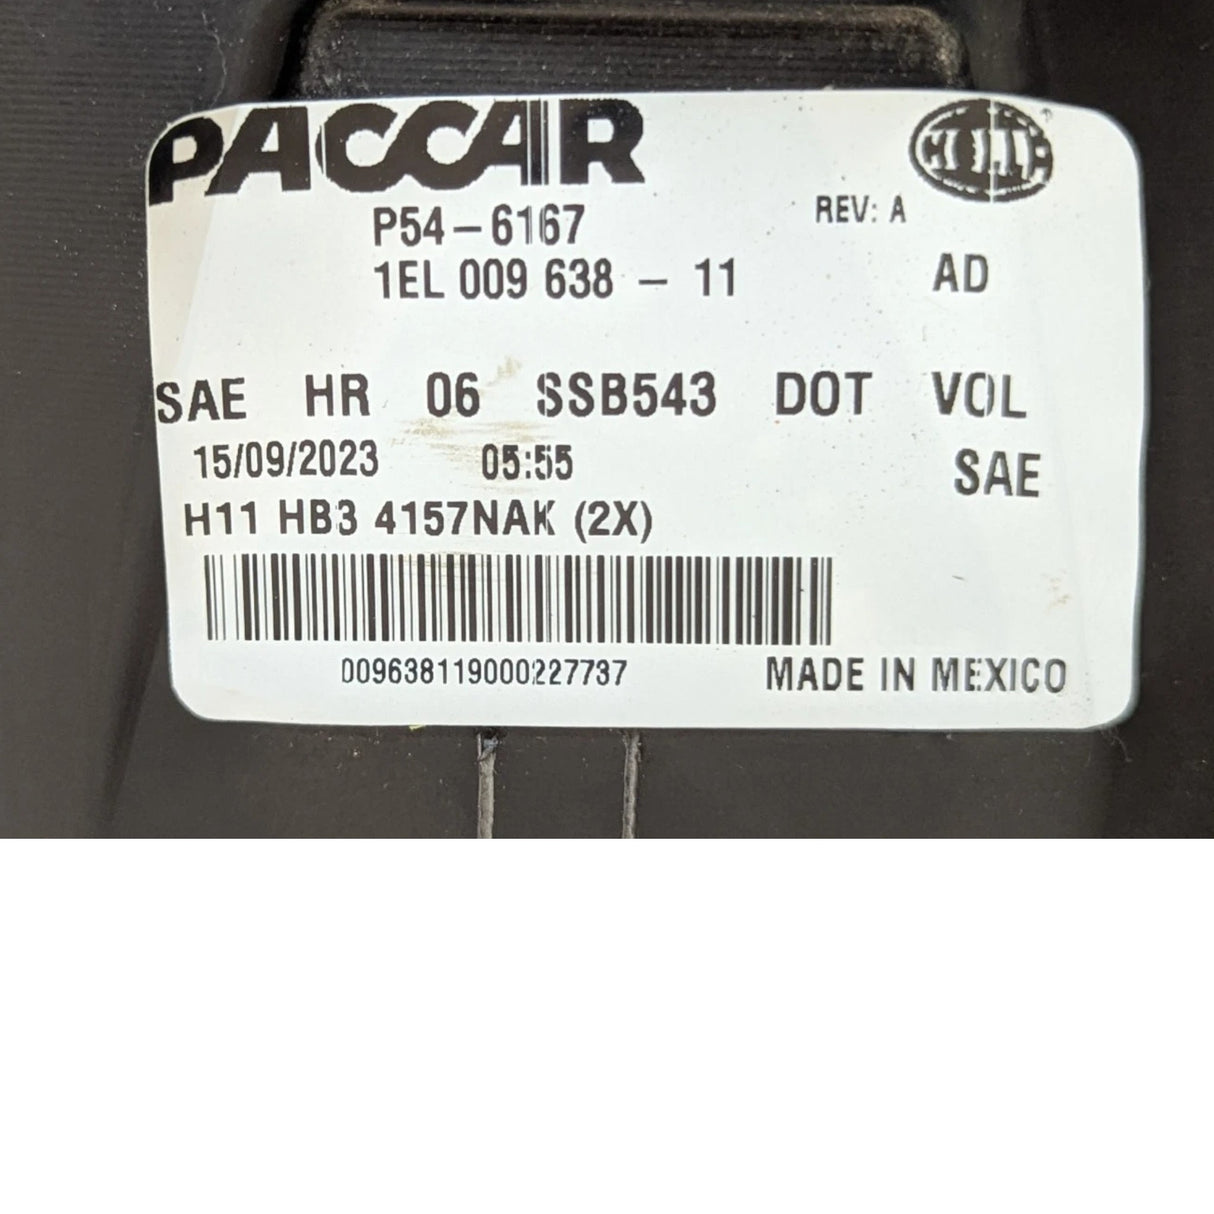 PACCAR HELLA
P54-6167 REV: A
1EL 009 638 - 11 AD
SAE HR 06 SSB543 DOT VOL
15/09/2023 05:55 SAE
H11 HB3 4157NAK (2X)
009638119000227737 MADE IN MEXICO